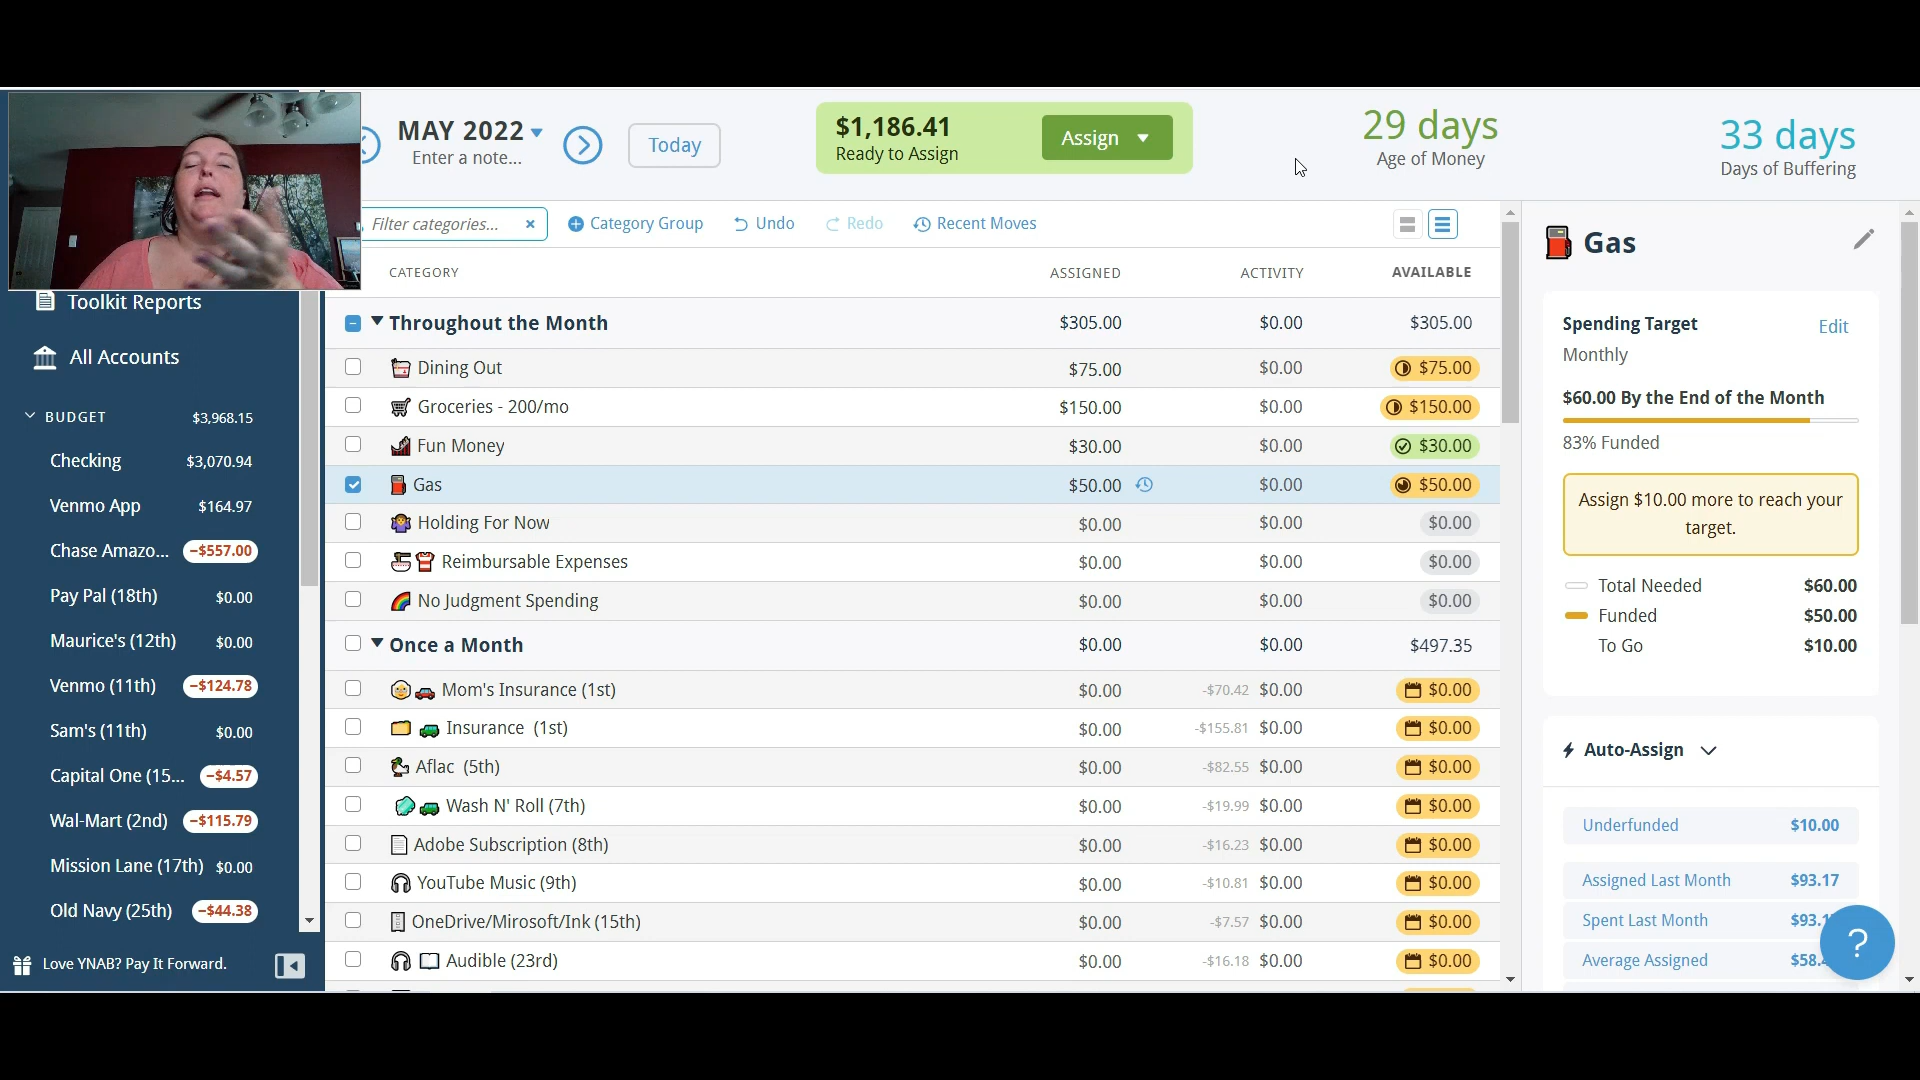 MAY 2022
Enter a note...
Today
$1,186.41
Ready to Assign
Assign
29 days
Age of Money
33 days
Days of Buffering
Toolkit Reports
All Accounts
BUDGET $3,968.15
Checking $3,070.94
Venmo App $164.97
Chase Amazo... −$557.00
Pay Pal (18th) $0.00
Maurice's (12th) $0.00
Venmo (11th) −$124.78
Sam's (11th) $0.00
Capital One (15... −$4.57
Wal-Mart (2nd) −$115.79
Mission Lane (17th) $0.00
Old Navy (25th) −$44.38
Love YNAB? Pay It Forward.
Filter categories... Category Group Undo Redo Recent Moves
CATEGORY ASSIGNED ACTIVITY AVAILABLE
Throughout the Month $305.00 $0.00 $305.00
Dining Out $75.00 $0.00 $75.00
Groceries - 200/mo $150.00 $0.00 $150.00
Fun Money $30.00 $0.00 $30.00
Gas $50.00 $0.00 $50.00
Holding For Now $0.00 $0.00 $0.00
Reimbursable Expenses $0.00 $0.00 $0.00
No Judgment Spending $0.00 $0.00 $0.00
Once a Month $0.00 $0.00 $497.35
Mom's Insurance (1st) $0.00 -$70.42 $0.00 $0.00
Insurance (1st) $0.00 -$155.81 $0.00 $0.00
Aflac (5th) $0.00 -$82.55 $0.00 $0.00
Wash N' Roll (7th) $0.00 -$19.99 $0.00 $0.00
Adobe Subscription (8th) $0.00 -$16.23 $0.00 $0.00
YouTube Music (9th) $0.00 -$10.81 $0.00 $0.00
OneDrive/Mirosoft/Ink (15th) $0.00 -$7.57 $0.00 $0.00
Audible (23rd) $0.00 -$16.18 $0.00 $0.00
Gas
Spending Target Edit
Monthly
$60.00 By the End of the Month
83% Funded
Assign $10.00 more to reach your
target.
Total Needed $60.00
Funded $50.00
To Go $10.00
Auto-Assign
Underfunded $10.00
Assigned Last Month $93.17
Spent Last Month
Average Assigned
?